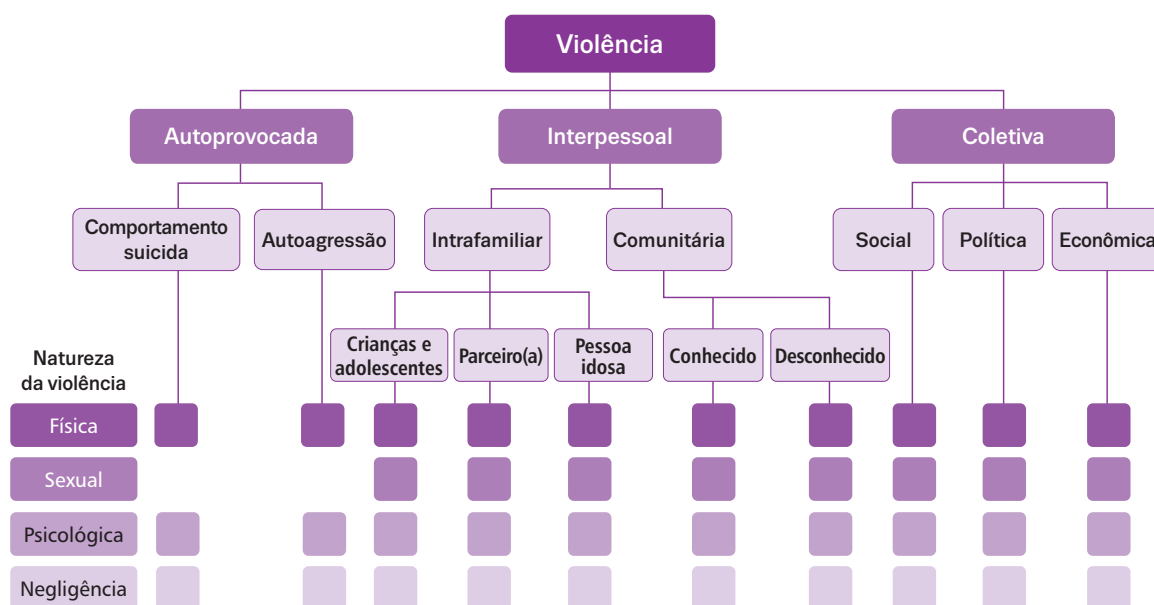 Violência
Autoprovocada
Interpessoal
Coletiva
Comportamento
suicida
Autoagressão
Intrafamiliar
Comunitária
Social
Política
Econômica
Crianças e
adolescentes
Parceiro(a)
Pessoa
idosa
Conhecido
Desconhecido
Natureza
da violência
Física
Sexual
Psicológica
Negligência